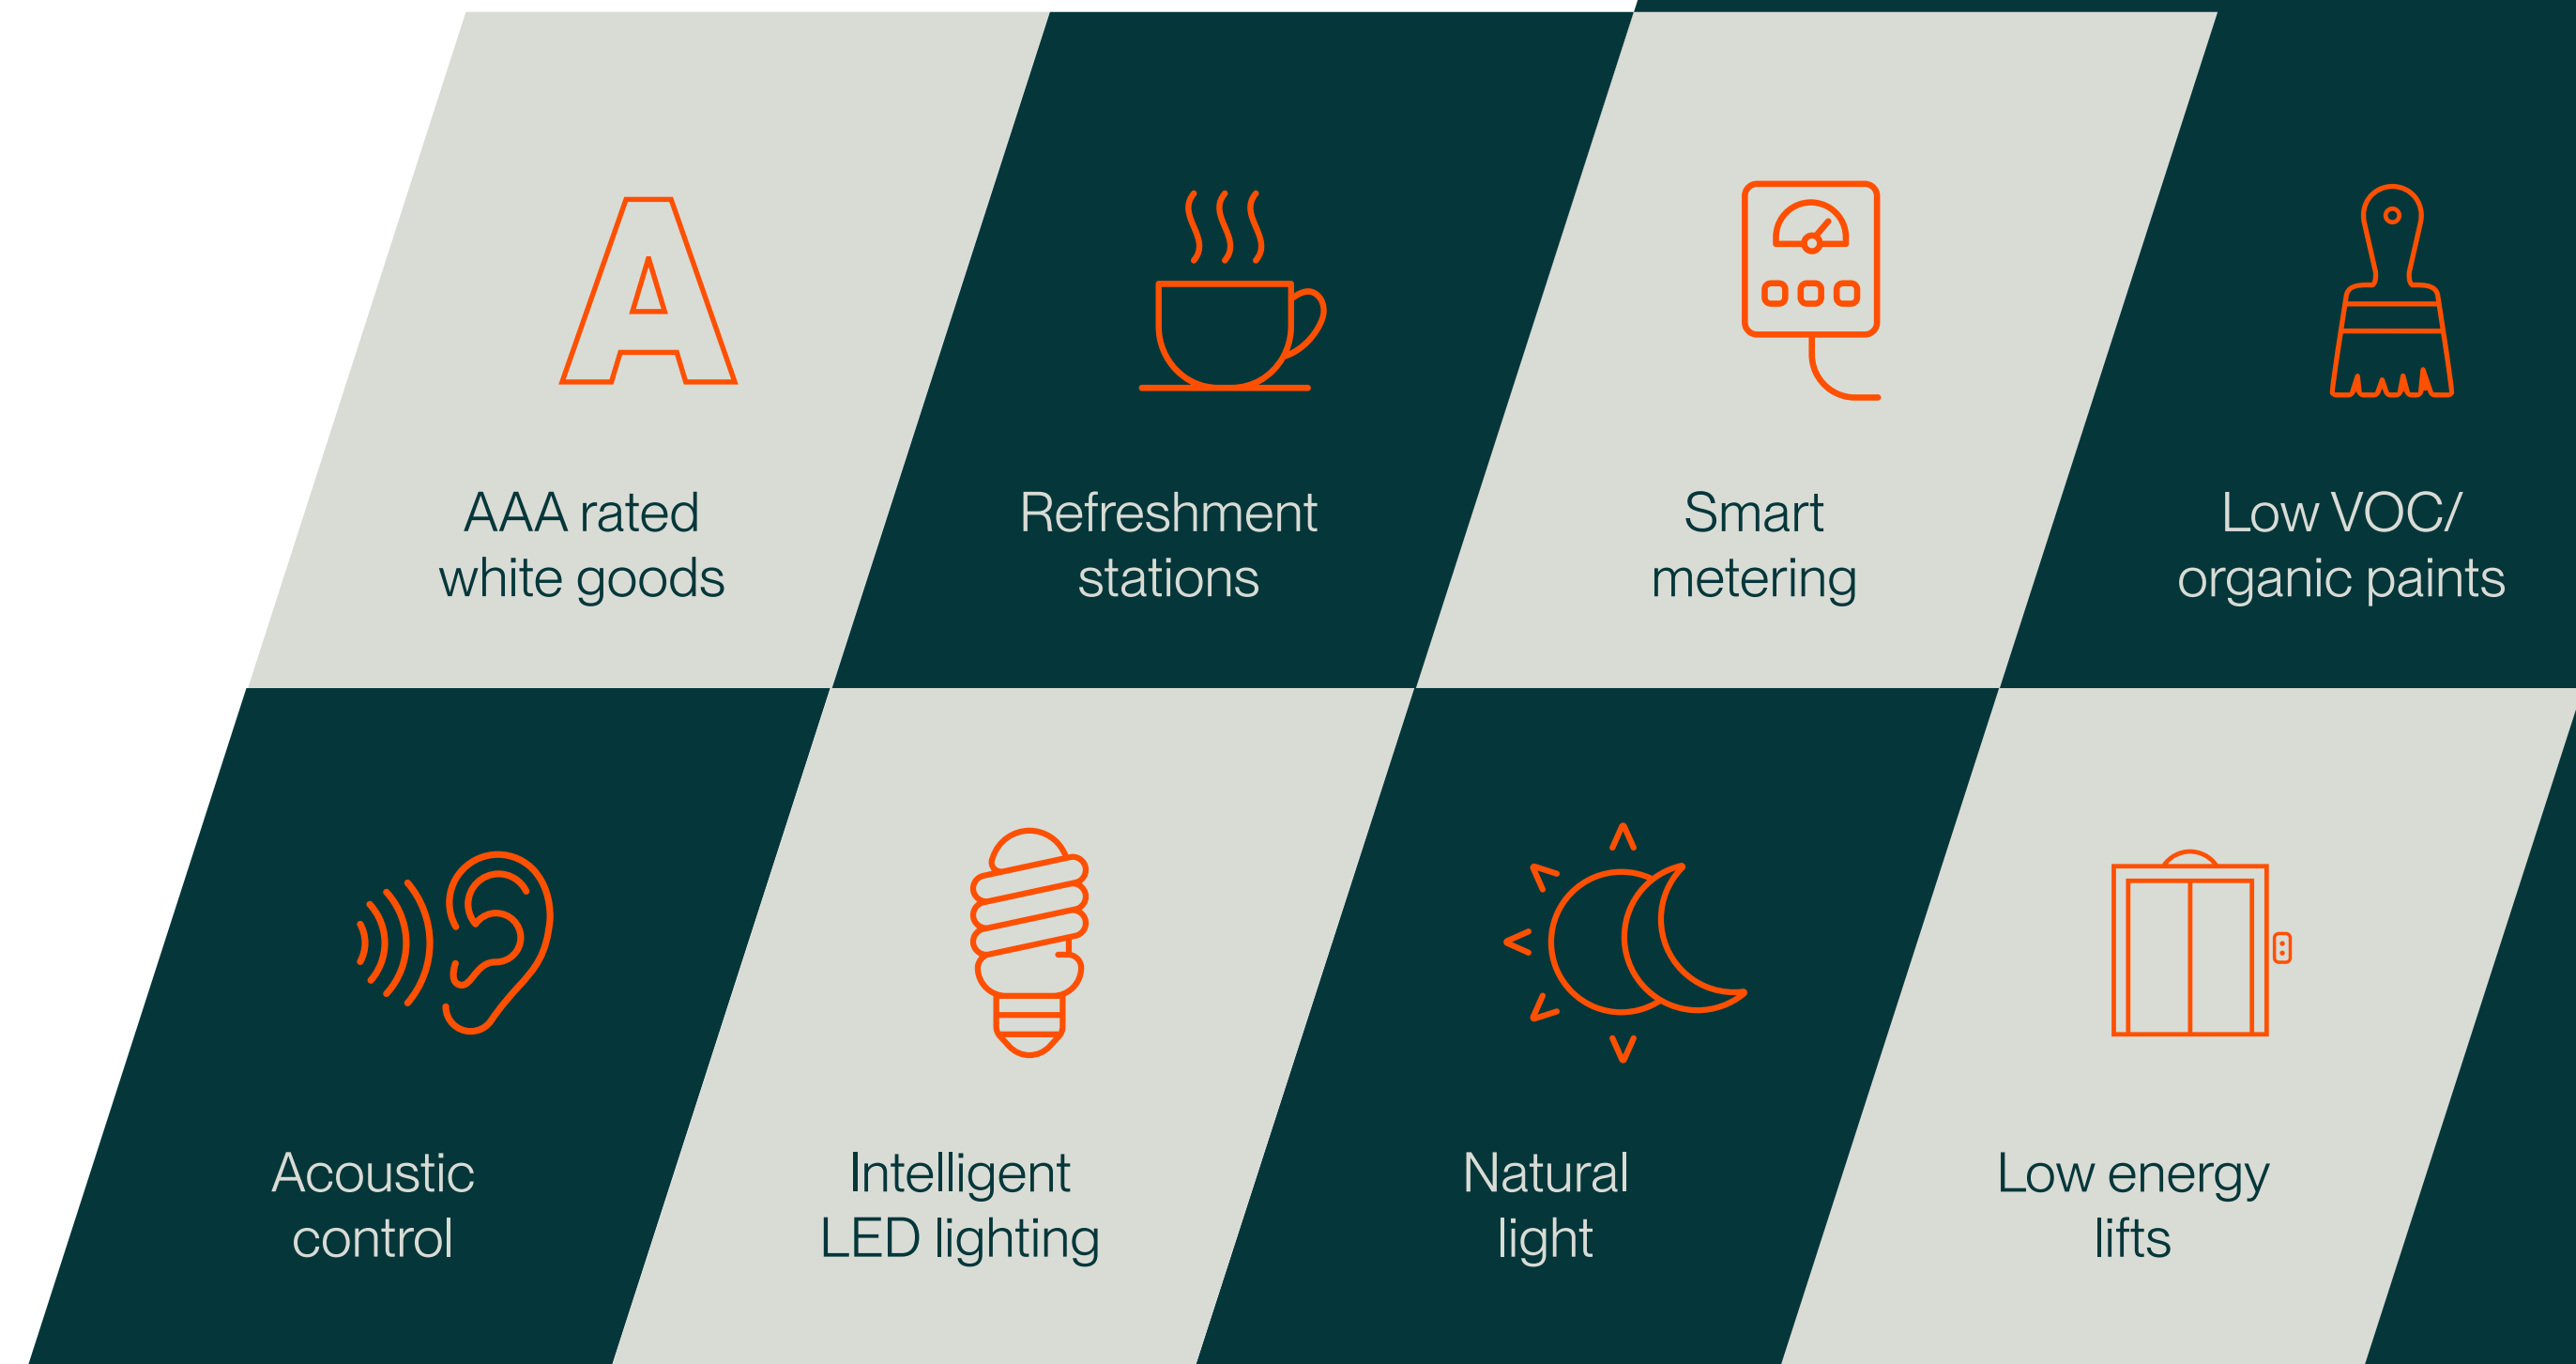 AAA rated
white goods
Refreshment
stations
Smart
metering
Low VOC/
organic paints
Acoustic
control
Intelligent
LED lighting
Natural
light
Low energy
lifts